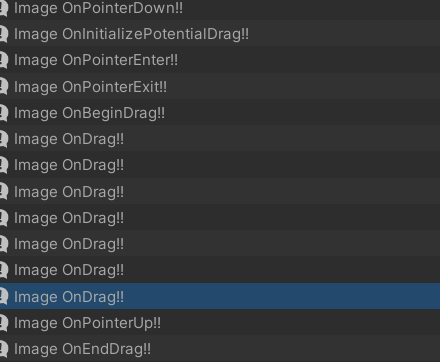 Image OnPointerDown!!
Image OnInitializePotentialDrag!!
Image OnPointerEnter!!
Image OnPointerExit!!
Image OnBeginDrag!!
Image OnDrag!!
Image OnDrag!!
Image OnDrag!!
Image OnDrag!!
Image OnDrag!!
Image OnDrag!!
Image OnDrag!!
Image OnPointerUp!!
Image OnEndDrag!!